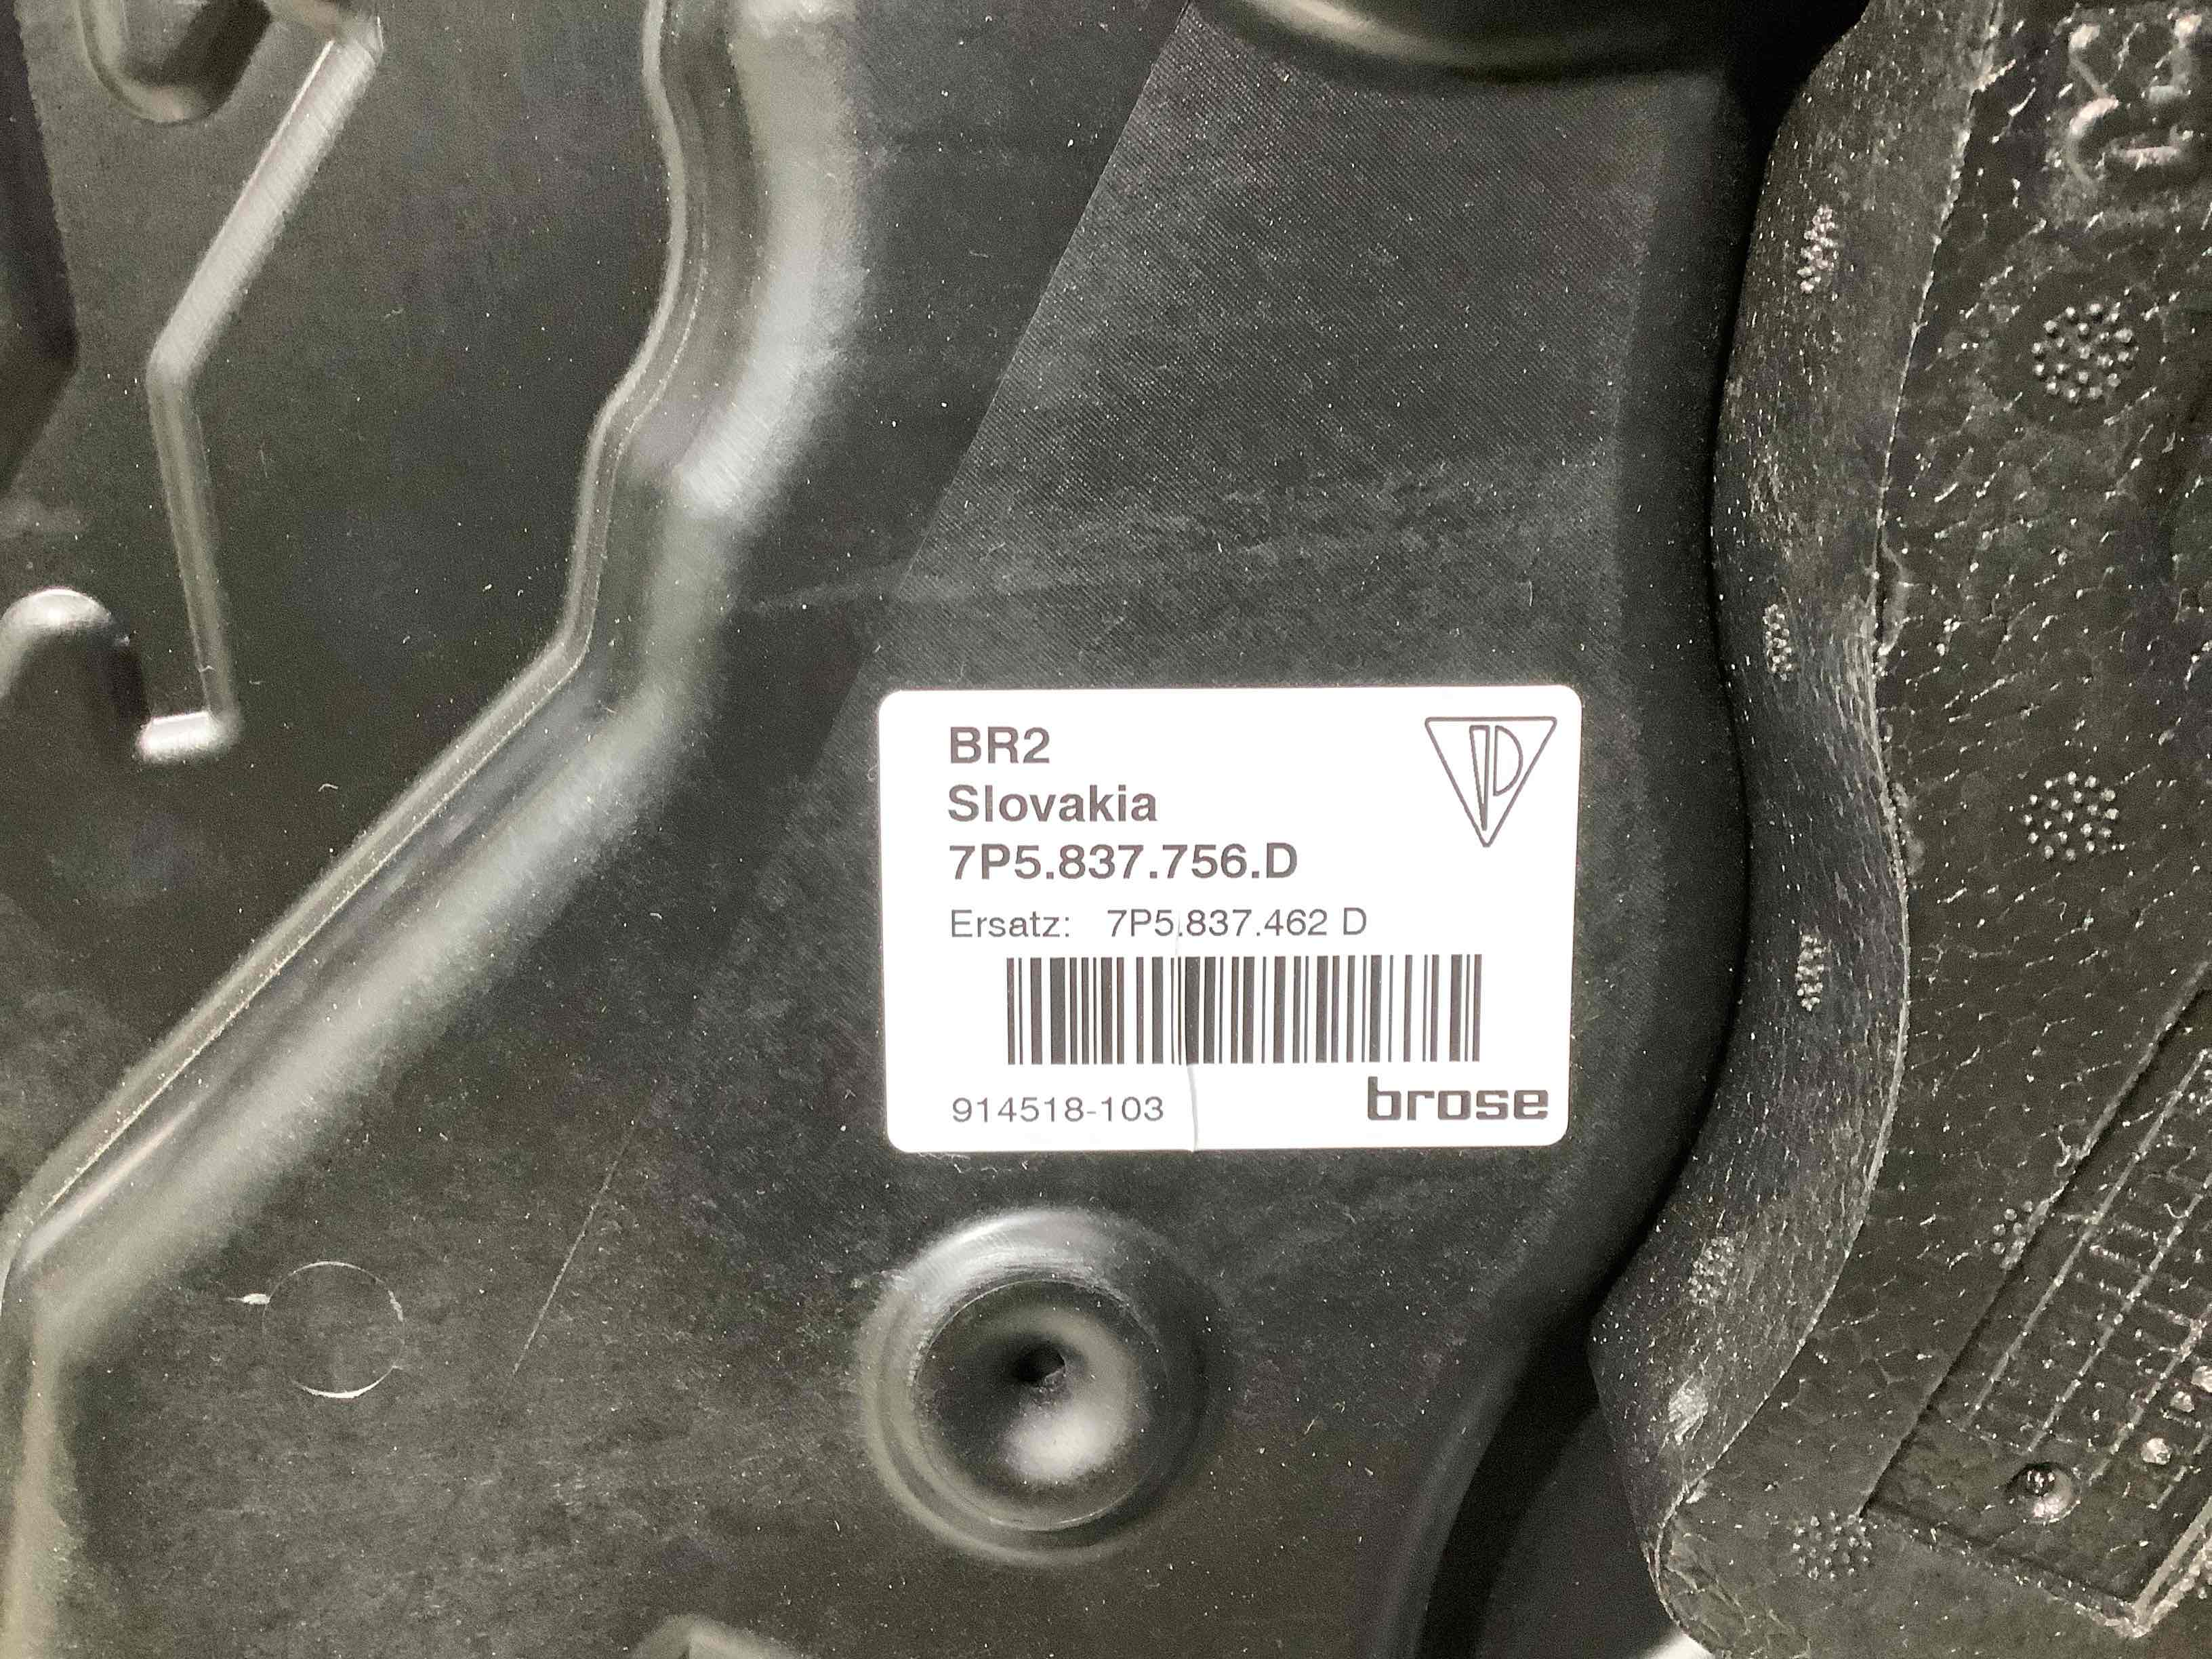 BR2
Slovakia
7P5.837.756.D
Ersatz: 7P5.837.462 D
914518-103
brose